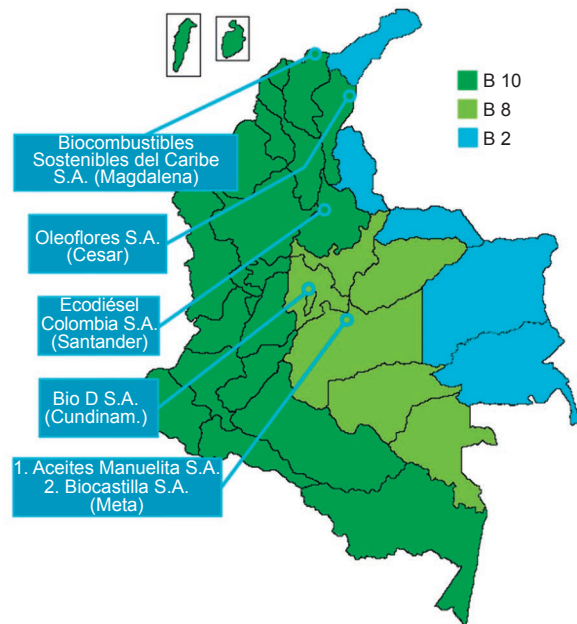 B 10
B 8
B 2
Biocombustibles
Sostenibles del Caribe
S.A. (Magdalena)
Oleoflores S.A.
(Cesar)
Ecodiésel
Colombia S.A.
(Santander)
Bio D S.A.
(Cundinam.)
1. Aceites Manuelita S.A.
2. Biocastilla S.A.
(Meta)